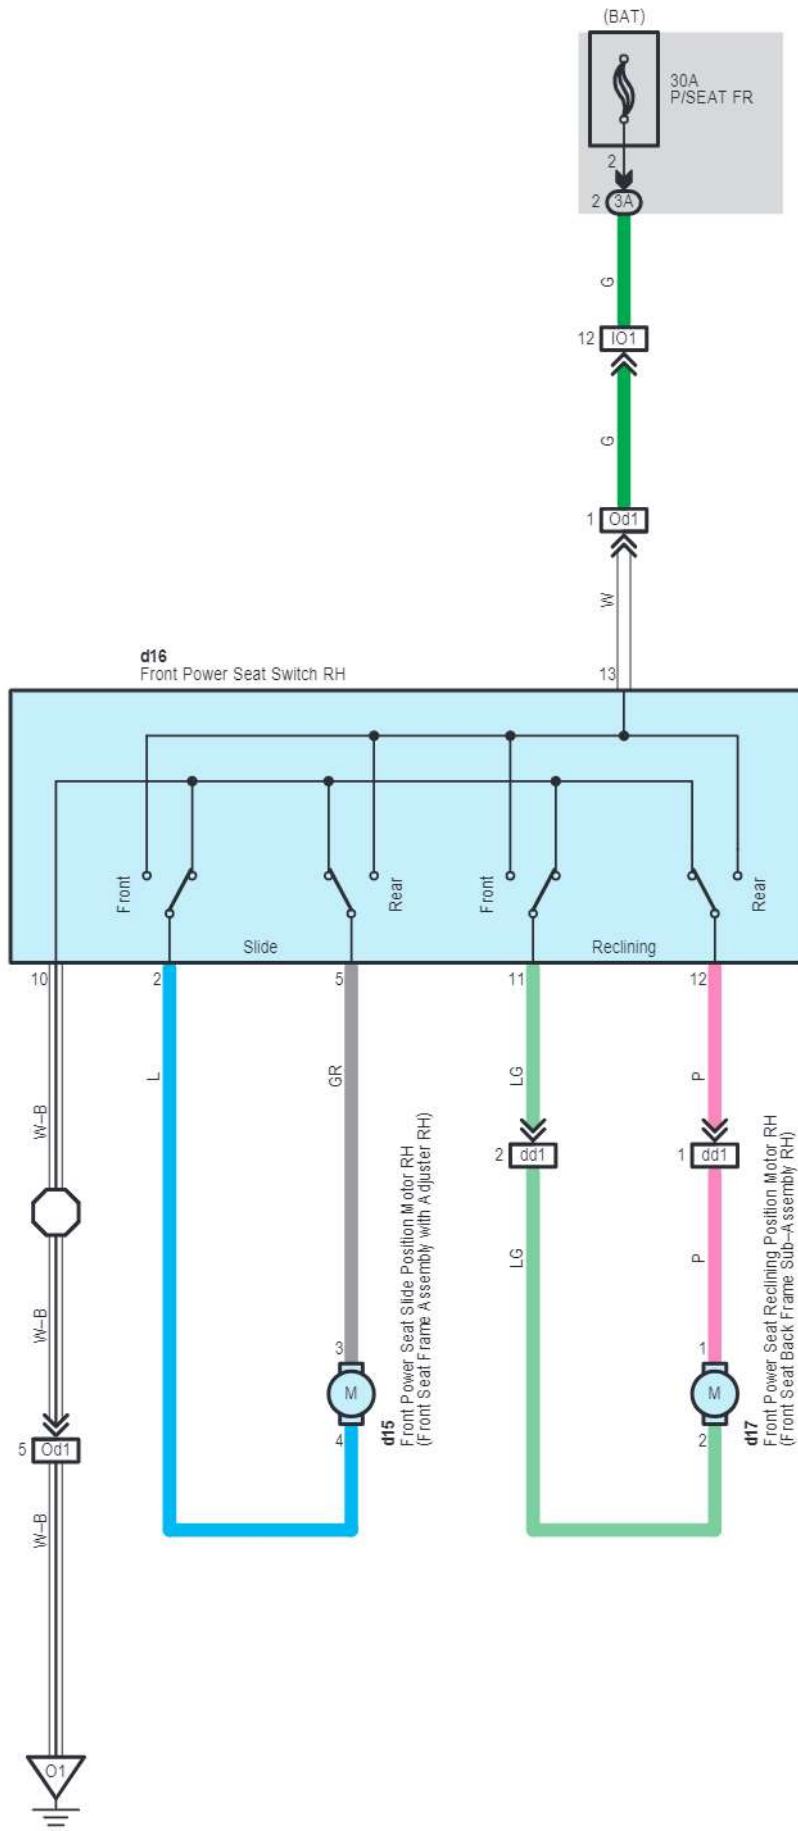 (BAT)
30A
P/SEAT FR
2
2 3A
G
12 IO1
G
1 Od1
W
d16
Front Power Seat Switch RH
13
Front
Rear
Front
Rear
Slide
Reclining
10
2
5
11
12
L
GR
LG
P
W–B
2 dd1
1 dd1
LG
P
W–B
3
1
M
M
4
2
d15
Front Power Seat Slide Position Motor RH
(Front Seat Frame Assembly with Adjuster RH)
d17
Front Power Seat Reclining Position Motor RH
(Front Seat Back Frame Sub–Assembly RH)
5 Od1
W–B
O1